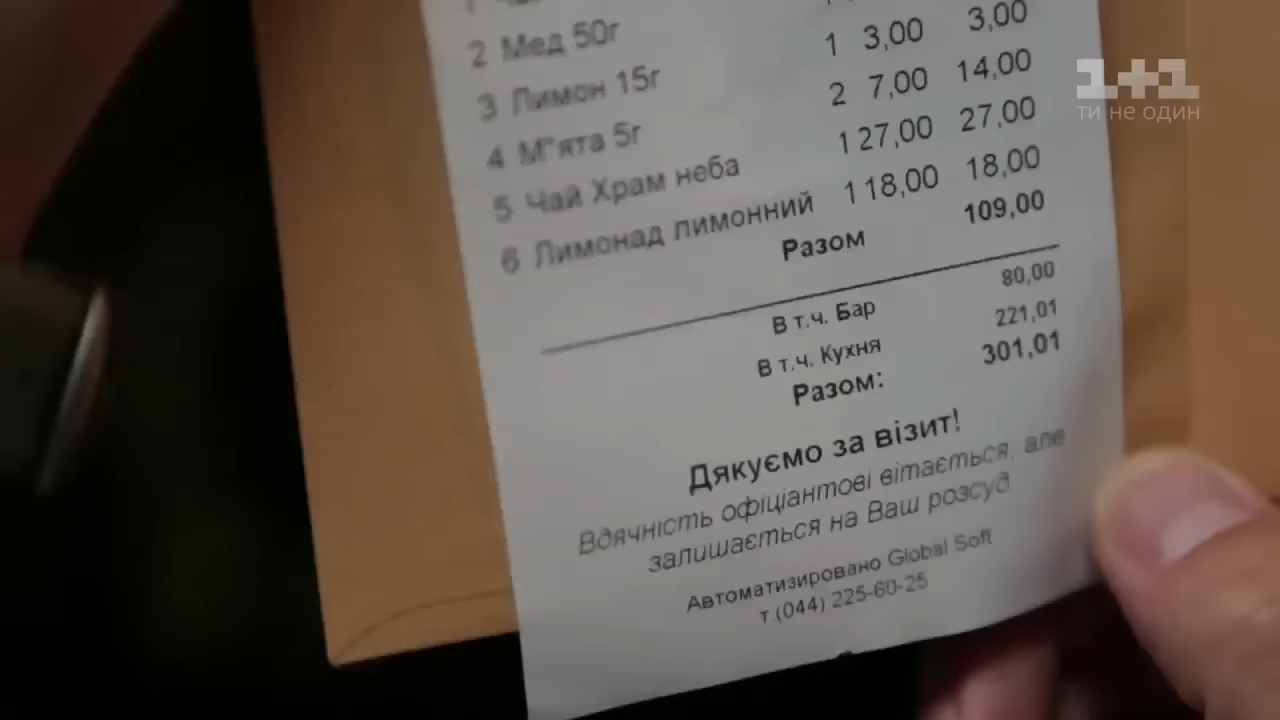 2 Мед 50г
3 Лимон 15г 1 3,00 3,00
4 М"ята 5г 2 7,00 14,00
5 Чай Храм неба 1 27,00 27,00
6 Лимонад лимонний 1 18,00 18,00
Разом 109,00
В т.ч. Бар 80,00
В т.ч. Кухня 221,01
Разом: 301,01
Дякуємо за візит!
Вдячність офіціантові вітається, але
залишається на Ваш розсуд
Автоматизировано Global Soft
т.(044) 225-60-25
1+1
ти не один